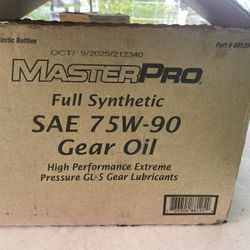 astic Bottles
Part #
OCT/ 9/2025/212340
MASTERPRO
Full Synthetic
SAE 75W-90
Gear Oil
High Performance Extreme
Pressure GL-5 Gear Lubricants